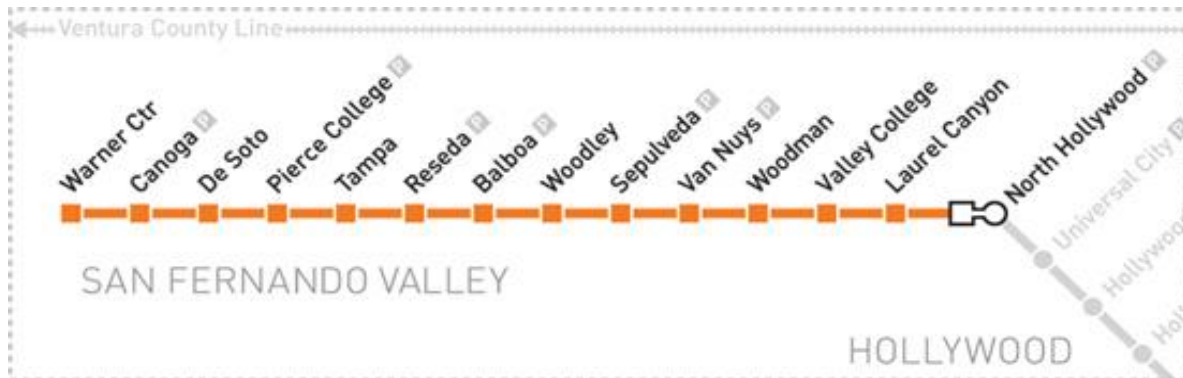 Ventura County Line
Warner Ctr
Canoga P
De Soto
Pierce College P
Tampa
Reseda P
Balboa P
Woodley
Sepulveda P
Van Nuys P
Woodman
Valley College
Laurel Canyon
North Hollywood P
Universal City P
Hollywood
SAN FERNANDO VALLEY
HOLLYWOOD